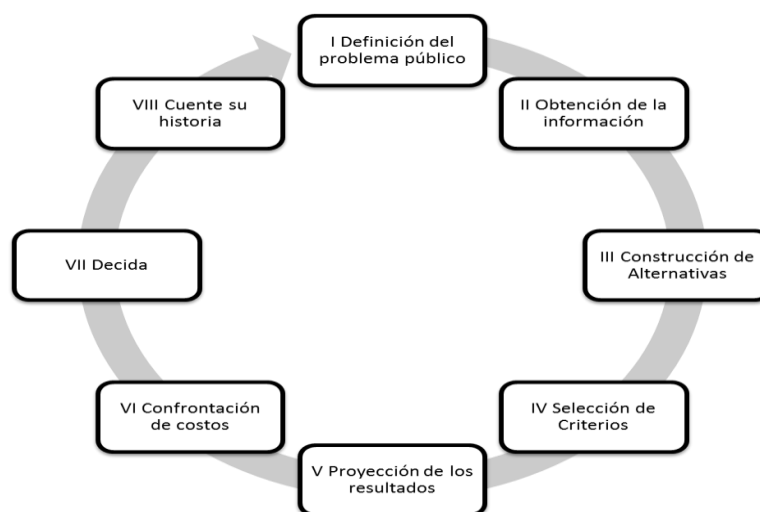 I Definición del
problema público
II Obtención de la
información
III Construcción de
Alternativas
IV Selección de
Criterios
V Proyección de los
resultados
VI Confrontación
de costos
VII Decida
VIII Cuente su
historia